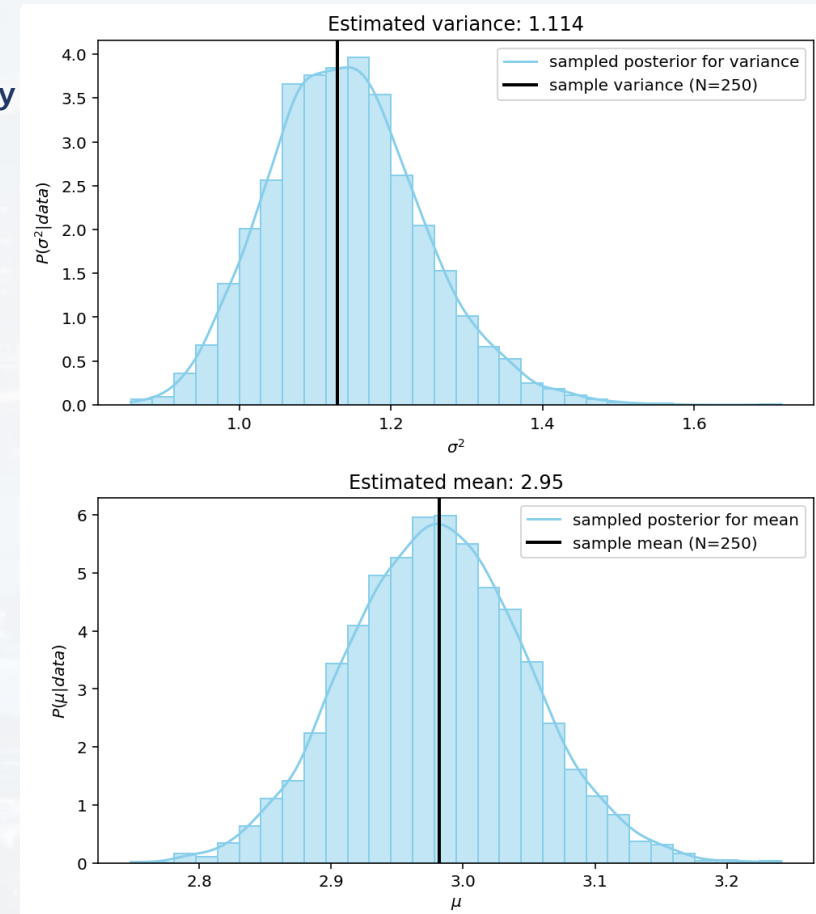 y
Estimated variance: 1.114
sampled posterior for variance
sample variance (N=250)
P(σ²|data)
4.0
3.5
3.0
2.5
2.0
1.5
1.0
0.5
0.0
1.0 1.2 1.4 1.6
σ²
Estimated mean: 2.95
sampled posterior for mean
sample mean (N=250)
P(μ|data)
6
5
4
3
2
1
0
2.8 2.9 3.0 3.1 3.2
μ